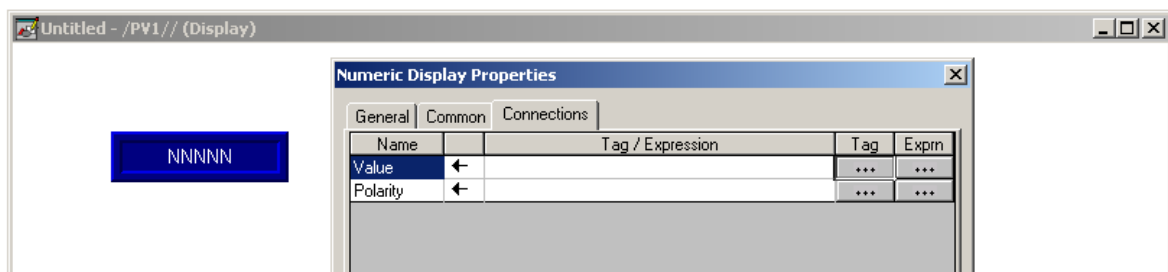 Untitled - /PV1// (Display)
Numeric Display Properties
General Common Connections
Name Tag / Expression Tag Exprn
NNNNN
Value ... ...
Polarity ... ...